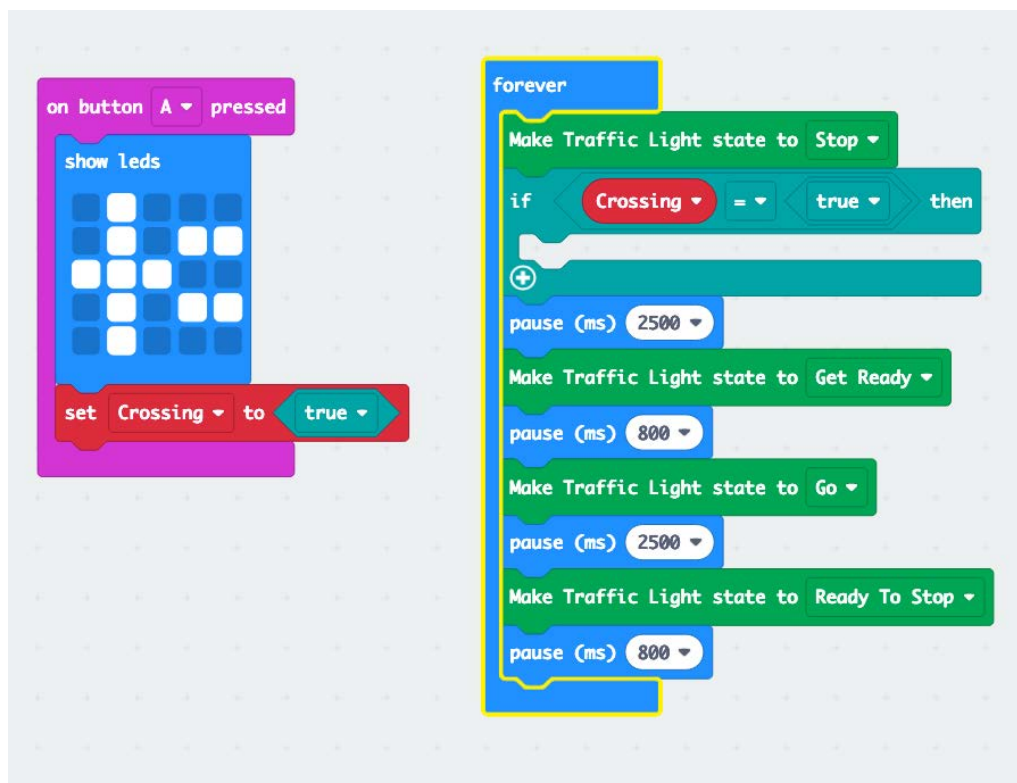 on button A pressed
show leds
set Crossing to true
forever
Make Traffic Light state to Stop
if Crossing = true then
pause (ms) 2500
Make Traffic Light state to Get Ready
pause (ms) 800
Make Traffic Light state to Go
pause (ms) 2500
Make Traffic Light state to Ready To Stop
pause (ms) 800